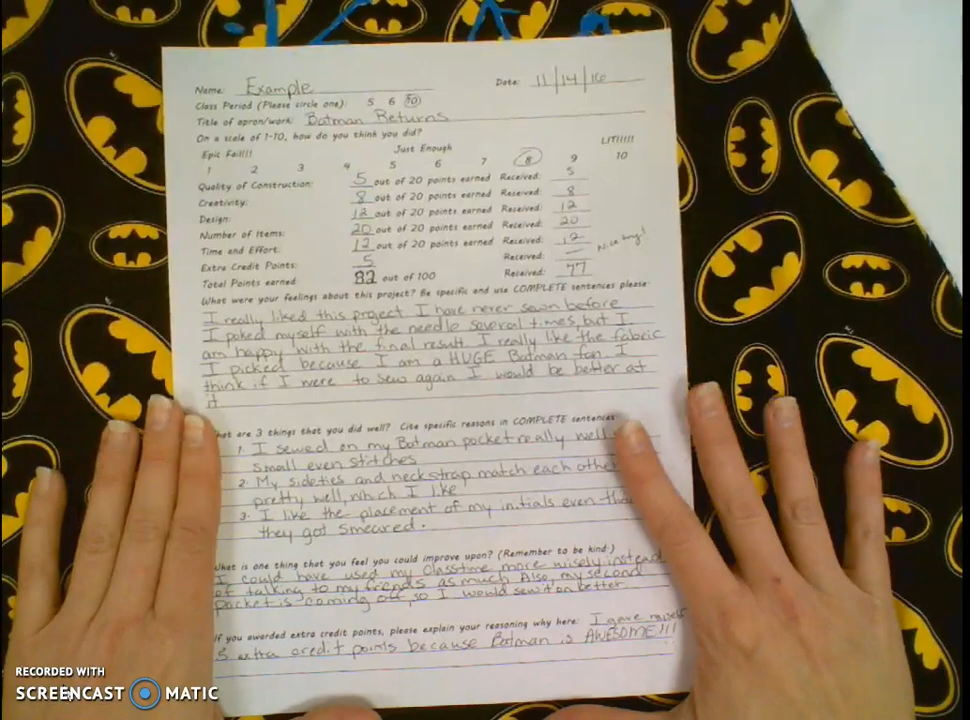 Name: Example Date: 11/14/16
Class Period (Please circle one): 5 6 10
Title of apron/work: Batman Returns
On a scale of 1-10, how do you think you did?
Epic Fail!!! Just Enough LIT!!!!!
1 2 3 4 5 6 7 8 9 10
Quality of Construction: 5 out of 20 points earned Received: 5
Creativity: 8 out of 20 points earned Received: 8
Design: 12 out of 20 points earned Received: 12
Number of Items: 20 out of 20 points earned Received: 20
Time and Effort: 12 out of 20 points earned Received: 12
Extra Credit Points: 5 Received: — Nice try!
Total Points earned: 82 out of 100 Received: 77
What were your feelings about this project? Be specific and use COMPLETE sentences please:
I really liked this project I have never sewn before
I poked myself with the needle several times, but I
am happy with the final result. I really like the fabric
I picked because I am a HUGE Batman fan. I
think if I were to sew again I would be better at
it
are 3 things that you did well? Cite specific reasons in COMPLETE sentences
1. I sewed on my Batman pocket really well
small even stitches
2. My side ties and neck strap match each othe
pretty well, which I like
3. I like the placement of my initials even tho
they got smeared.
What is one thing that you feel you could improve upon? (Remember to be kind:)
I could have used my classtime more wisely instead
of talking to my friends as much Also, my second
pocket is coming off, so I would sew it on better.
If you awarded extra credit points, please explain your reasoning why here: I gave myself
5 extra credit points because Batman is AWESOME!!!
RECORDED WITH
SCREENCAST MATIC